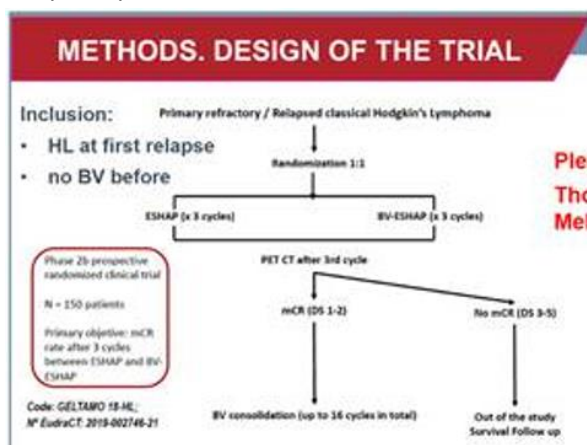 METHODS. DESIGN OF THE TRIAL
Inclusion:
• HL at first relapse
• no BV before
Primary refractory / Relapsed classical Hodgkin's Lymphoma
Randomization 1:1
ESHAP (x 3 cycles)
BV-ESHAP (x 3 cycles)
PET CT after 3rd cycle
mCR (DS 1-2)
No mCR (DS 3-5)
BV consolidation (up to 16 cycles in total)
Out of the study
Survival Follow up
Phase 2b prospective
randomized clinical trial
N = 150 patients
Primary objetive: mCR
rate after 3 cycles
between ESHAP and BV-
ESHAP
Code: GELTAMO 18-HL;
Nº EudraCT: 2019-002746-21
Ple
Tho
Mel